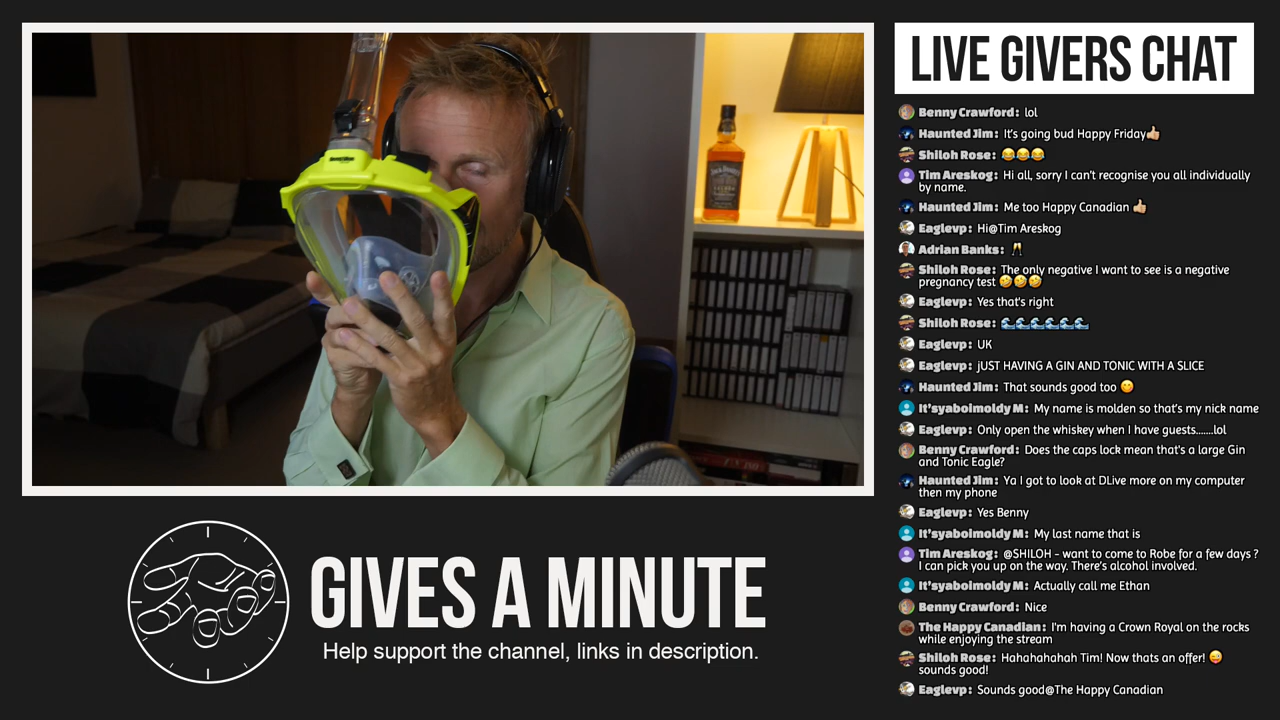 LIVE GIVERS CHAT
Benny Crawford: lol
Haunted Jim: It's going bud Happy Friday👍🏼
Shiloh Rose: 😂😂😂
Tim Areskog: Hi all, sorry I can't recognise you all individually
by name.
Haunted Jim: Me too Happy Canadian 👍🏼
Eaglevp: Hi@Tim Areskog
Adrian Banks: 🥂
Shiloh Rose: The only negative I want to see is a negative
pregnancy test 🤣🤣🤣
Eaglevp: Yes that's right
Shiloh Rose: 🌊🌊🌊🌊🌊🌊
Eaglevp: UK
Eaglevp: jUST HAVING A GIN AND TONIC WITH A SLICE
Haunted Jim: That sounds good too 😋
It'syaboimoldy M: My name is molden so that's my nick name
Eaglevp: Only open the whiskey when I have guests.......lol
Benny Crawford: Does the caps lock mean that's a large Gin
and Tonic Eagle?
Haunted Jim: Ya I got to look at DLive more on my computer
then my phone
Eaglevp: Yes Benny
It'syaboimoldy M: My last name that is
Tim Areskog: @SHILOH - want to come to Robe for a few days ?
I can pick you up on the way. There's alcohol involved.
It'syaboimoldy M: Actually call me Ethan
Benny Crawford: Nice
The Happy Canadian: I'm having a Crown Royal on the rocks
while enjoying the stream
Shiloh Rose: Hahahahahah Tim! Now thats an offer! 😜
sounds good!
Eaglevp: Sounds good@The Happy Canadian
GIVES A MINUTE
Help support the channel, links in description.